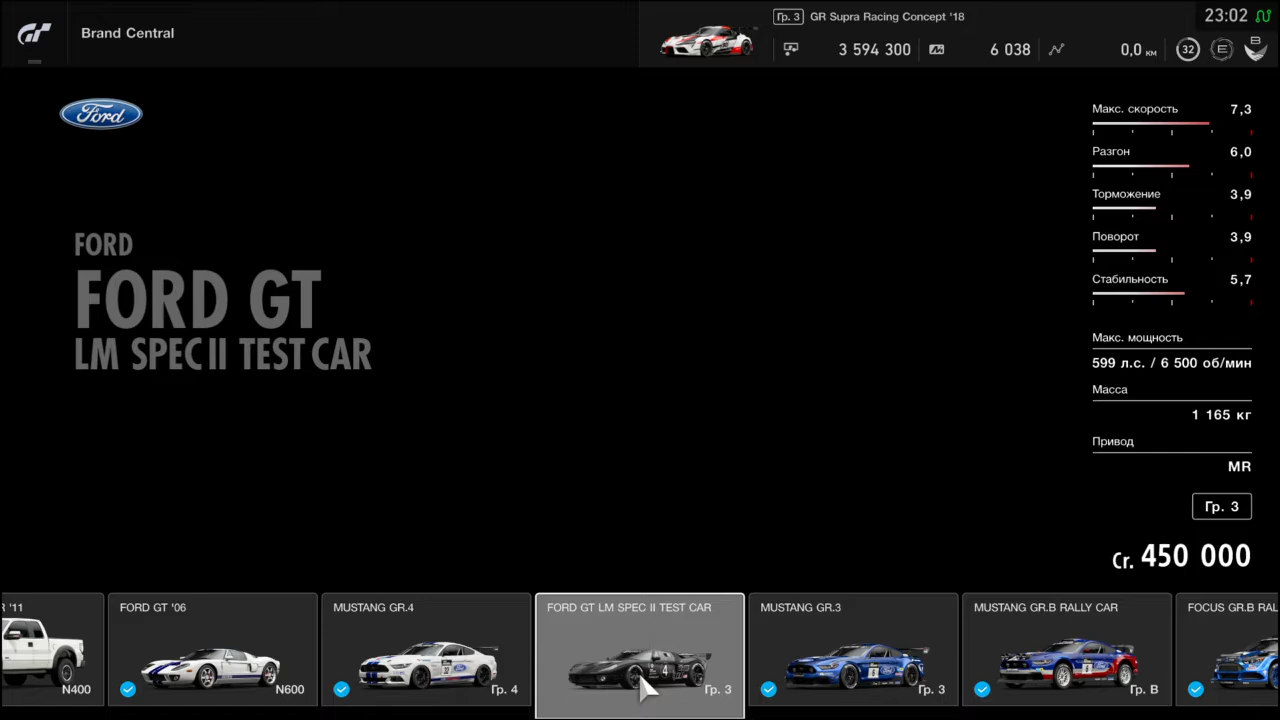 Brand Central
Гр. 3 GR Supra Racing Concept '18
3 594 300
6 038
0,0 км
32
E
B
23:02
Ford
FORD
FORD GT
LM SPEC II TEST CAR
Макс. скорость 7,3
Разгон 6,0
Торможение 3,9
Поворот 3,9
Стабильность 5,7
Макс. мощность
599 л.с. / 6 500 об/мин
Масса
1 165 кг
Привод
MR
Гр. 3
Cr. 450 000
'11
N400
FORD GT '06
N600
MUSTANG GR.4
Гр. 4
FORD GT LM SPEC II TEST CAR
4
Гр. 3
MUSTANG GR.3
Гр. 3
MUSTANG GR.B RALLY CAR
Гр. B
FOCUS GR.B RAL